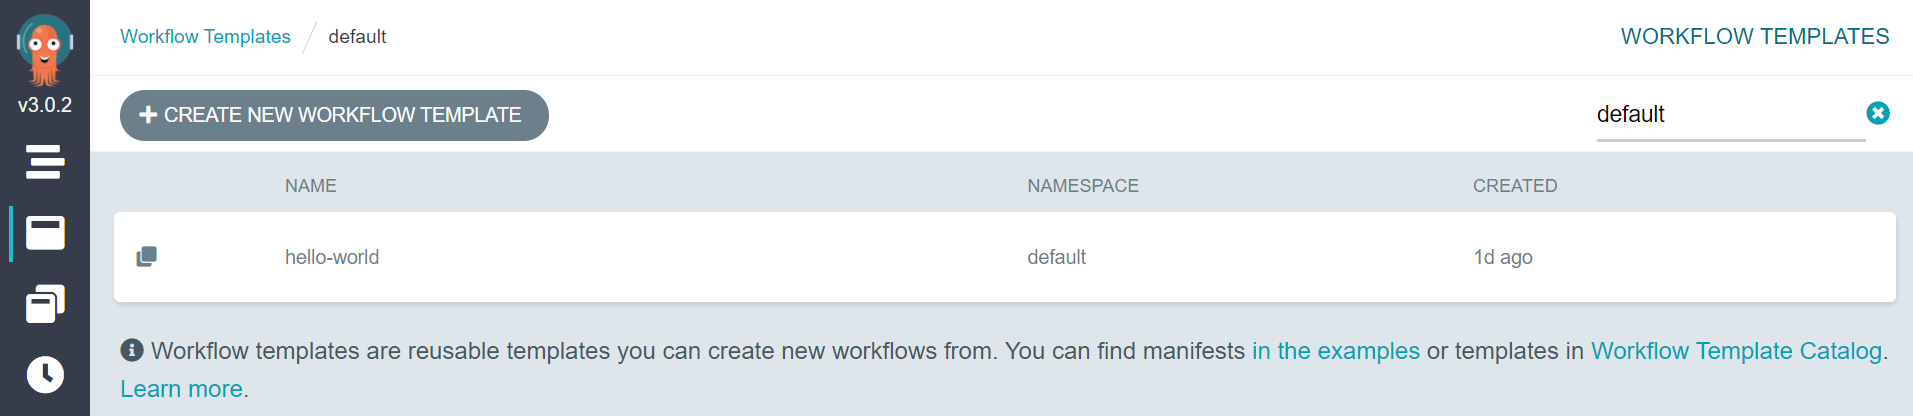 v3.0.2
Workflow Templates / default
WORKFLOW TEMPLATES
CREATE NEW WORKFLOW TEMPLATE
default
NAME NAMESPACE CREATED
hello-world default 1d ago
Workflow templates are reusable templates you can create new workflows from. You can find manifests in the examples or templates in Workflow Template Catalog.
Learn more.